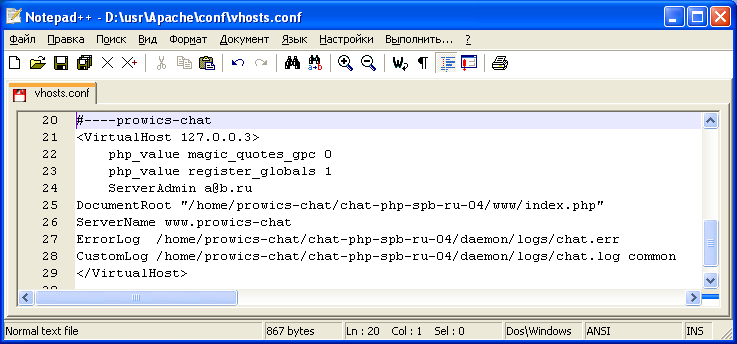 Notepad++ - D:\usr\Apache\conf\vhosts.conf
Файл Правка Поиск Вид Формат Документ Язык Настройки Выполнить... ?
vhosts.conf
20 #----prowics-chat
21 <VirtualHost 127.0.0.3>
22 php_value magic_quotes_gpc 0
23 php_value register_globals 1
24 ServerAdmin a@b.ru
25 DocumentRoot "/home/prowics-chat/chat-php-spb-ru-04/www/index.php"
26 ServerName www.prowics-chat
27 ErrorLog  /home/prowics-chat/chat-php-spb-ru-04/daemon/logs/chat.err
28 CustomLog /home/prowics-chat/chat-php-spb-ru-04/daemon/logs/chat.log common
29 </VirtualHost>
Normal text file 867 bytes Ln : 20 Col : 1 Sel : 0 Dos\Windows ANSI INS